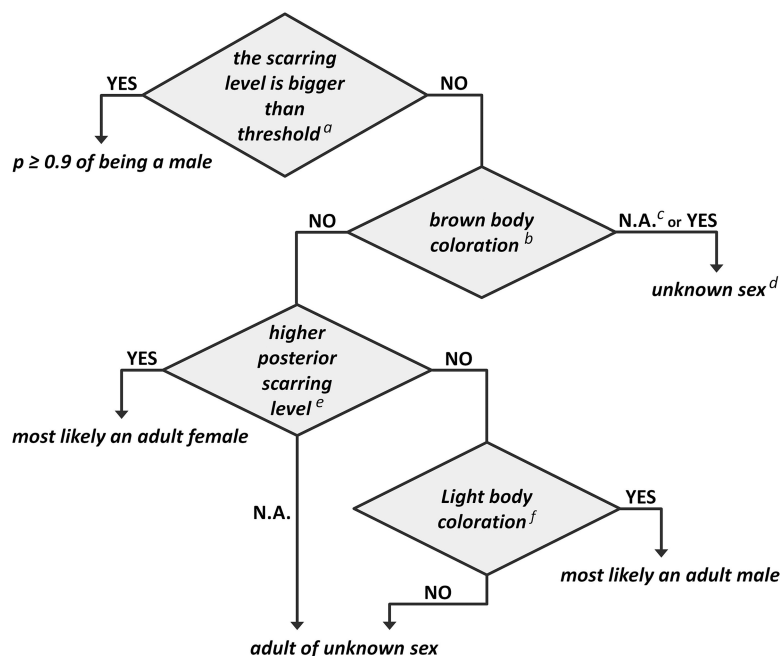 the scarring
level is bigger
than
threshold a
YES
NO
p ≥ 0.9 of being a male
brown body
coloration b
NO
N.A.c or YES
unknown sex d
higher
posterior
scarring
level e
YES
NO
most likely an adult female
N.A.
Light body
coloration f
YES
most likely an adult male
NO
adult of unknown sex